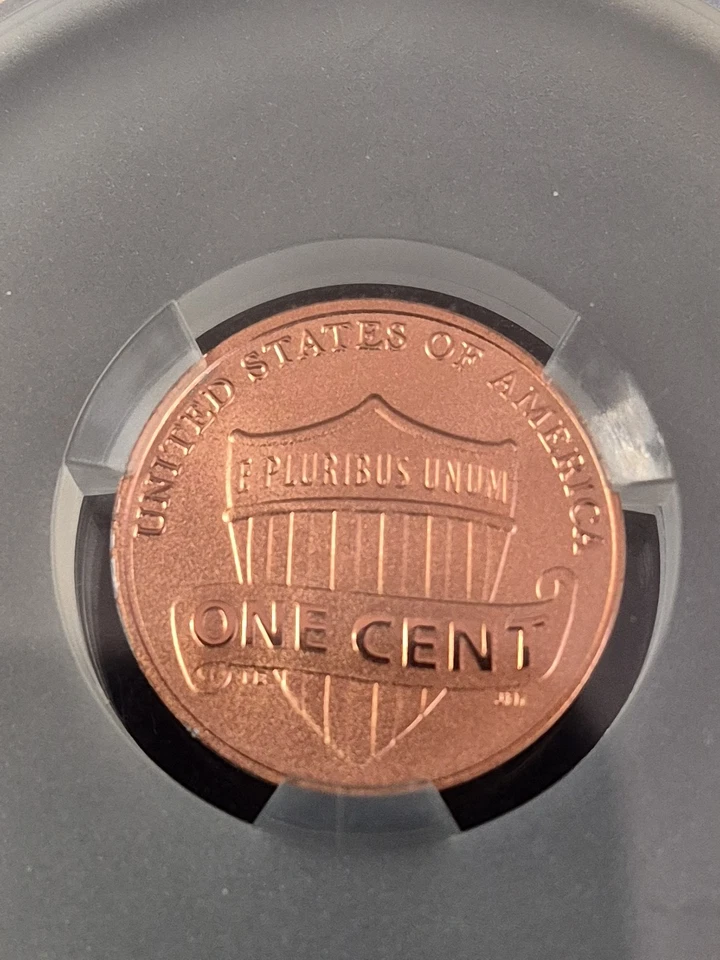 UNITED STATES OF AMERICA
E PLURIBUS UNUM
ONE CENT